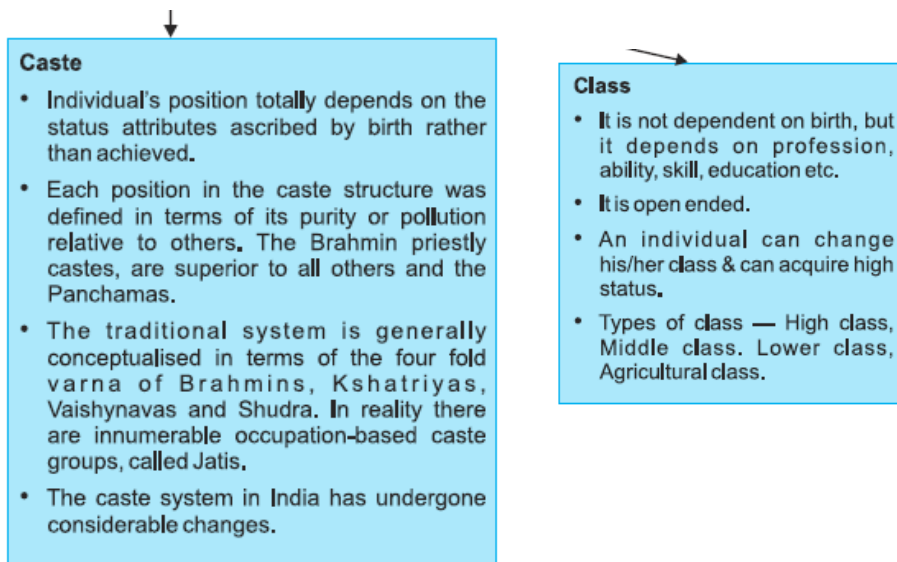 Caste
• Individual's position totally depends on the
status attributes ascribed by birth rather
than achieved.
• Each position in the caste structure was
defined in terms of its purity or pollution
relative to others. The Brahmin priestly
castes, are superior to all others and the
Panchamas.
• The traditional system is generally
conceptualised in terms of the four fold
varna of Brahmins, Kshatriyas,
Vaishynavas and Shudra. In reality there
are innumerable occupation-based caste
groups, called Jatis.
• The caste system in India has undergone
considerable changes.
Class
• It is not dependent on birth, but
it depends on profession,
ability, skill, education etc.
• It is open ended.
• An individual can change
his/her class & can acquire high
status.
• Types of class — High class,
Middle class. Lower class,
Agricultural class.